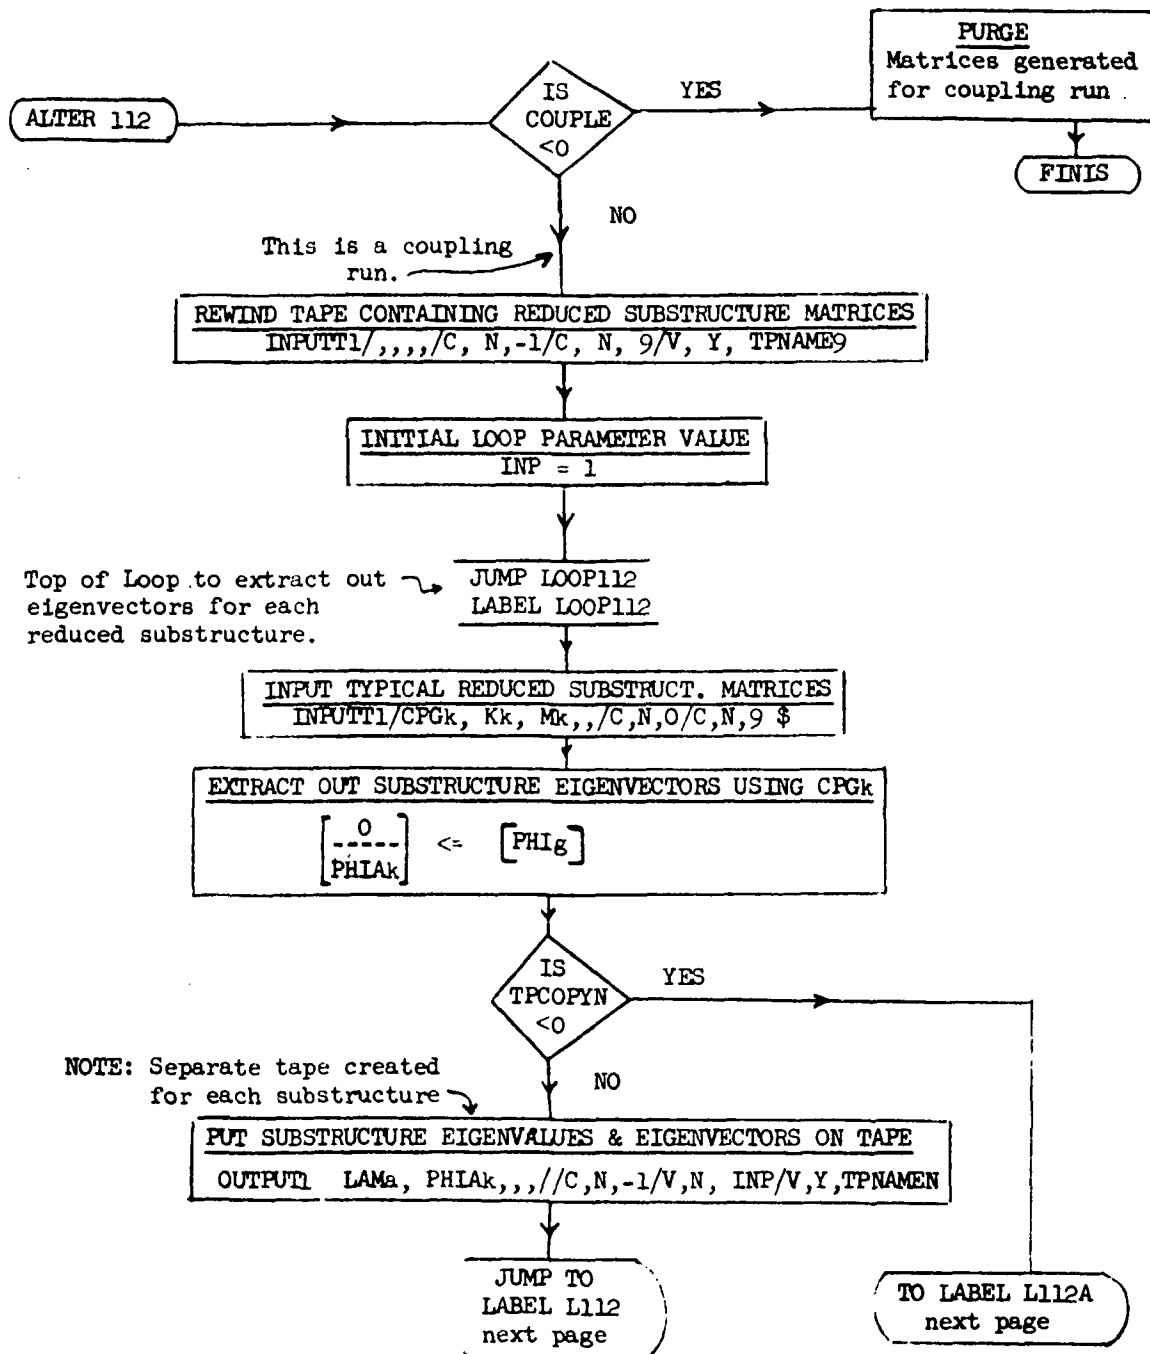 PURGE
Matrices generated
for coupling run .
FINIS
ALTER 112
IS
COUPLE
<0
YES
NO
This is a coupling
run.
REWIND TAPE CONTAINING REDUCED SUBSTRUCTURE MATRICES
INPUTT1/,,,,/C, N,-1/C, N, 9/V, Y, TPNAME9
INITIAL LOOP PARAMETER VALUE
INP = 1
Top of Loop to extract out
eigenvectors for each
reduced substructure.
JUMP LOOP112
LABEL LOOP112
INPUT TYPICAL REDUCED SUBSTRUCT. MATRICES
INPUTT1/CPGk, Kk, Mk,,/C,N,O/C,N,9 $
EXTRACT OUT SUBSTRUCTURE EIGENVECTORS USING CPGk
[0
-----
PHIAk] <= [PHIg]
IS
TPCOPYN
<0
YES
NO
NOTE: Separate tape created
for each substructure
PUT SUBSTRUCTURE EIGENVALUES & EIGENVECTORS ON TAPE
OUTPUT1 LAMa, PHIAk,,,//C,N,-1/V,N, INP/V,Y,TPNAMEN
JUMP TO
LABEL L112
next page
TO LABEL L112A
next page